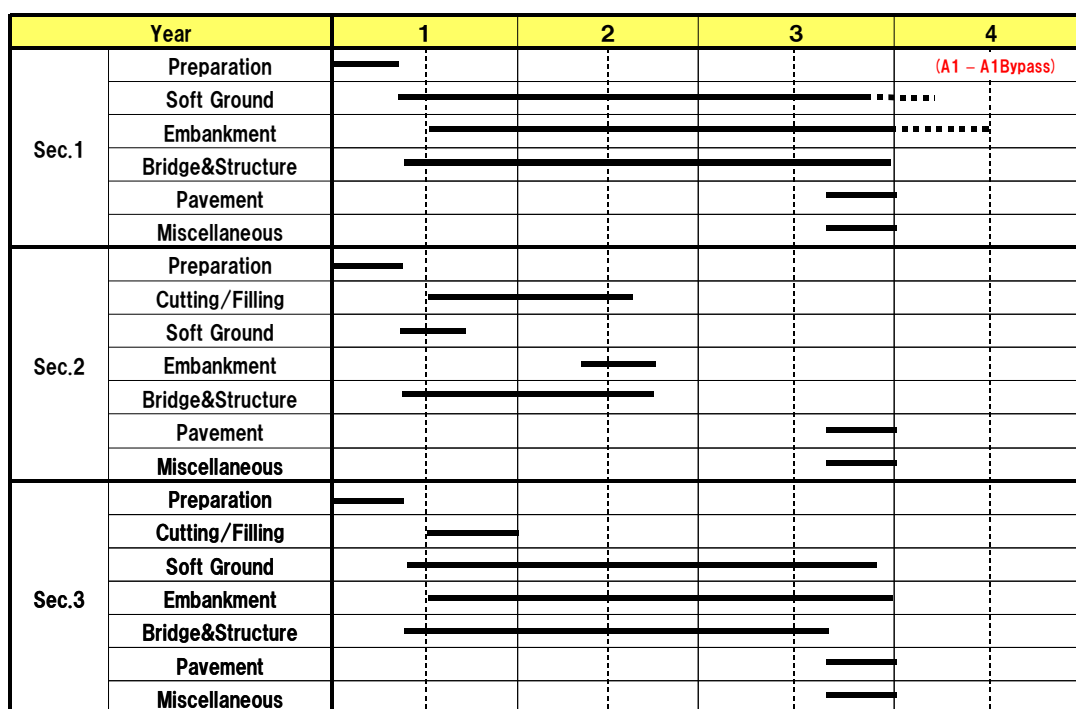 Year 1 2 3 4
Preparation (A1 – A1Bypass)
Soft Ground
Embankment
Sec.1
Bridge&Structure
Pavement
Miscellaneous
Preparation
Cutting/Filling
Soft Ground
Sec.2 Embankment
Bridge&Structure
Pavement
Miscellaneous
Preparation
Cutting/Filling
Soft Ground
Sec.3 Embankment
Bridge&Structure
Pavement
Miscellaneous